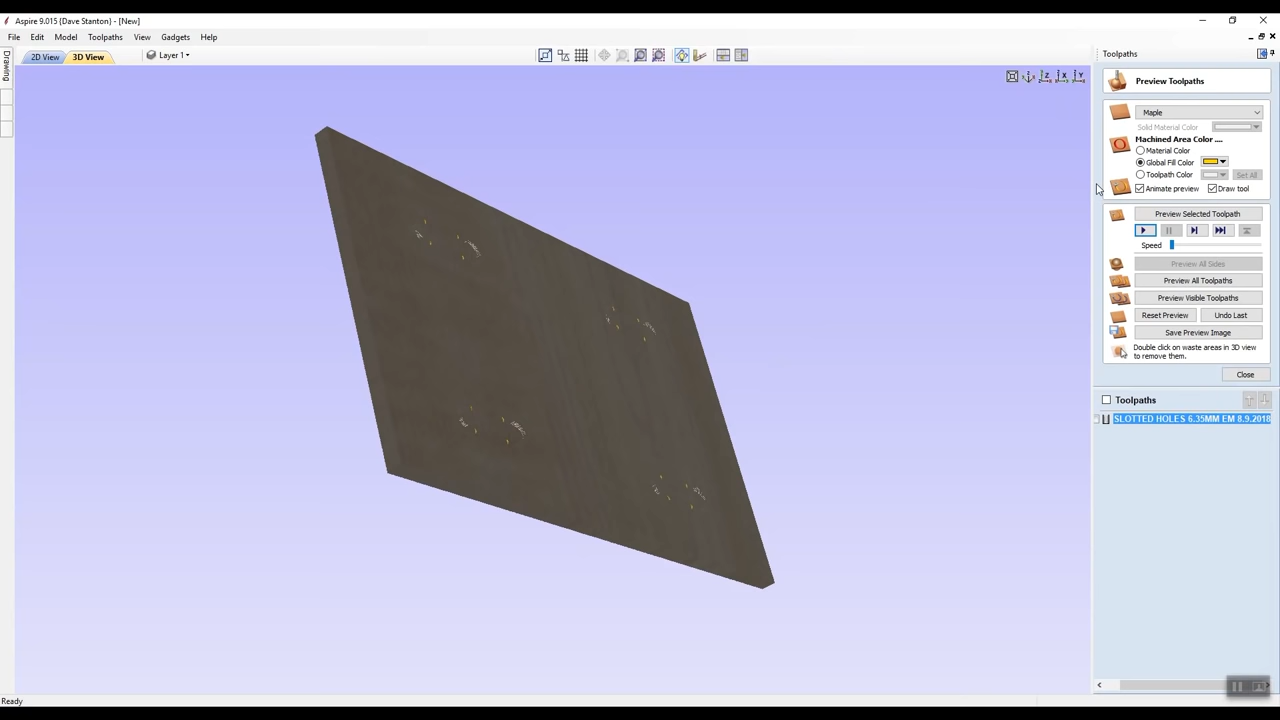 Aspire 9.015 (Dave Stanton) - [New]
File Edit Model Toolpaths View Gadgets Help
2D View 3D View Layer 1
Drawing
Z X Y
Toolpaths
Preview Toolpaths
Maple
Solid Material Color
Machined Area Color ....
Material Color
Global Fill Color
Toolpath Color Set All
Animate preview Draw tool
Preview Selected Toolpath
Speed
Preview All Sides
Preview All Toolpaths
Preview Visible Toolpaths
Reset Preview Undo Last
Save Preview Image
Double click on waste areas in 3D view
to remove them.
Close
Toolpaths
SLOTTED HOLES 6.35MM EM 8.9.2018
Ready